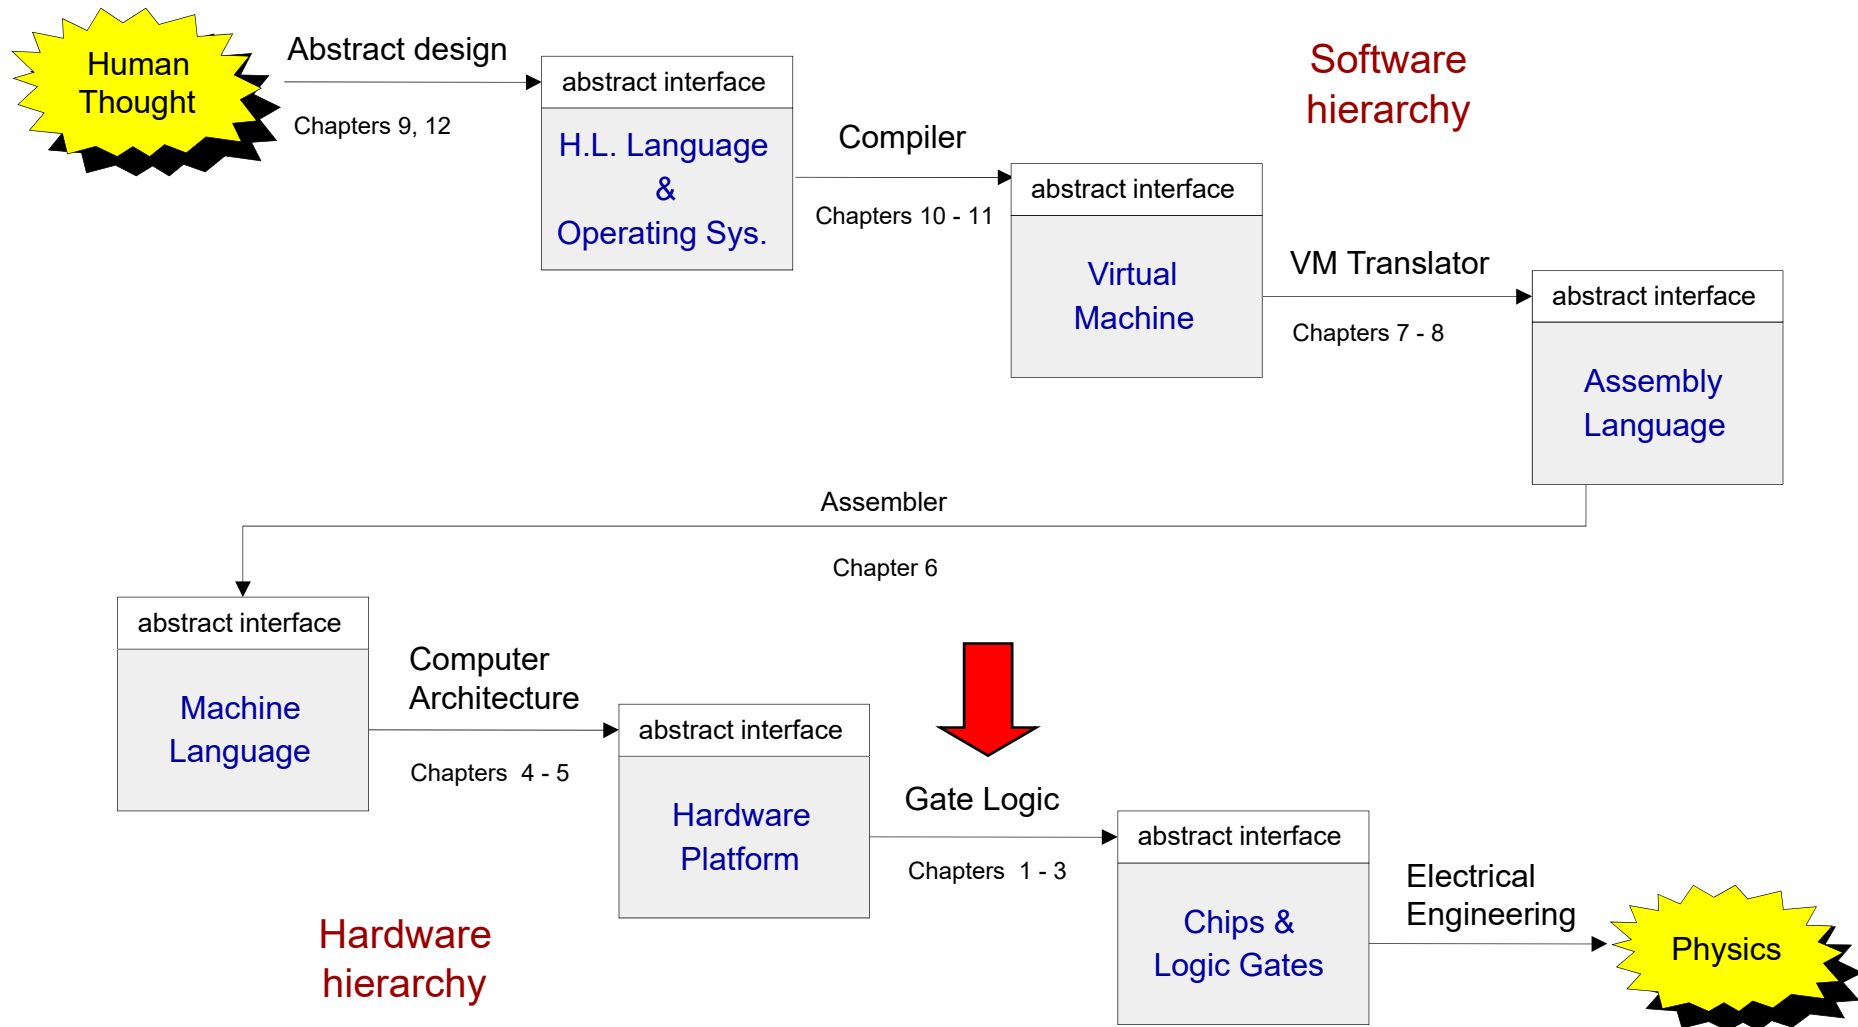 Human
Thought
Abstract design
Chapters 9, 12
abstract interface
H.L. Language
&
Operating Sys.
Compiler
Chapters 10 - 11
abstract interface
Virtual
Machine
Software
hierarchy
VM Translator
Chapters 7 - 8
abstract interface
Assembly
Language
Assembler
Chapter 6
abstract interface
Machine
Language
Computer
Architecture
Chapters 4 - 5
abstract interface
Hardware
Platform
Gate Logic
Chapters 1 - 3
abstract interface
Chips &
Logic Gates
Electrical
Engineering
Physics
Hardware
hierarchy